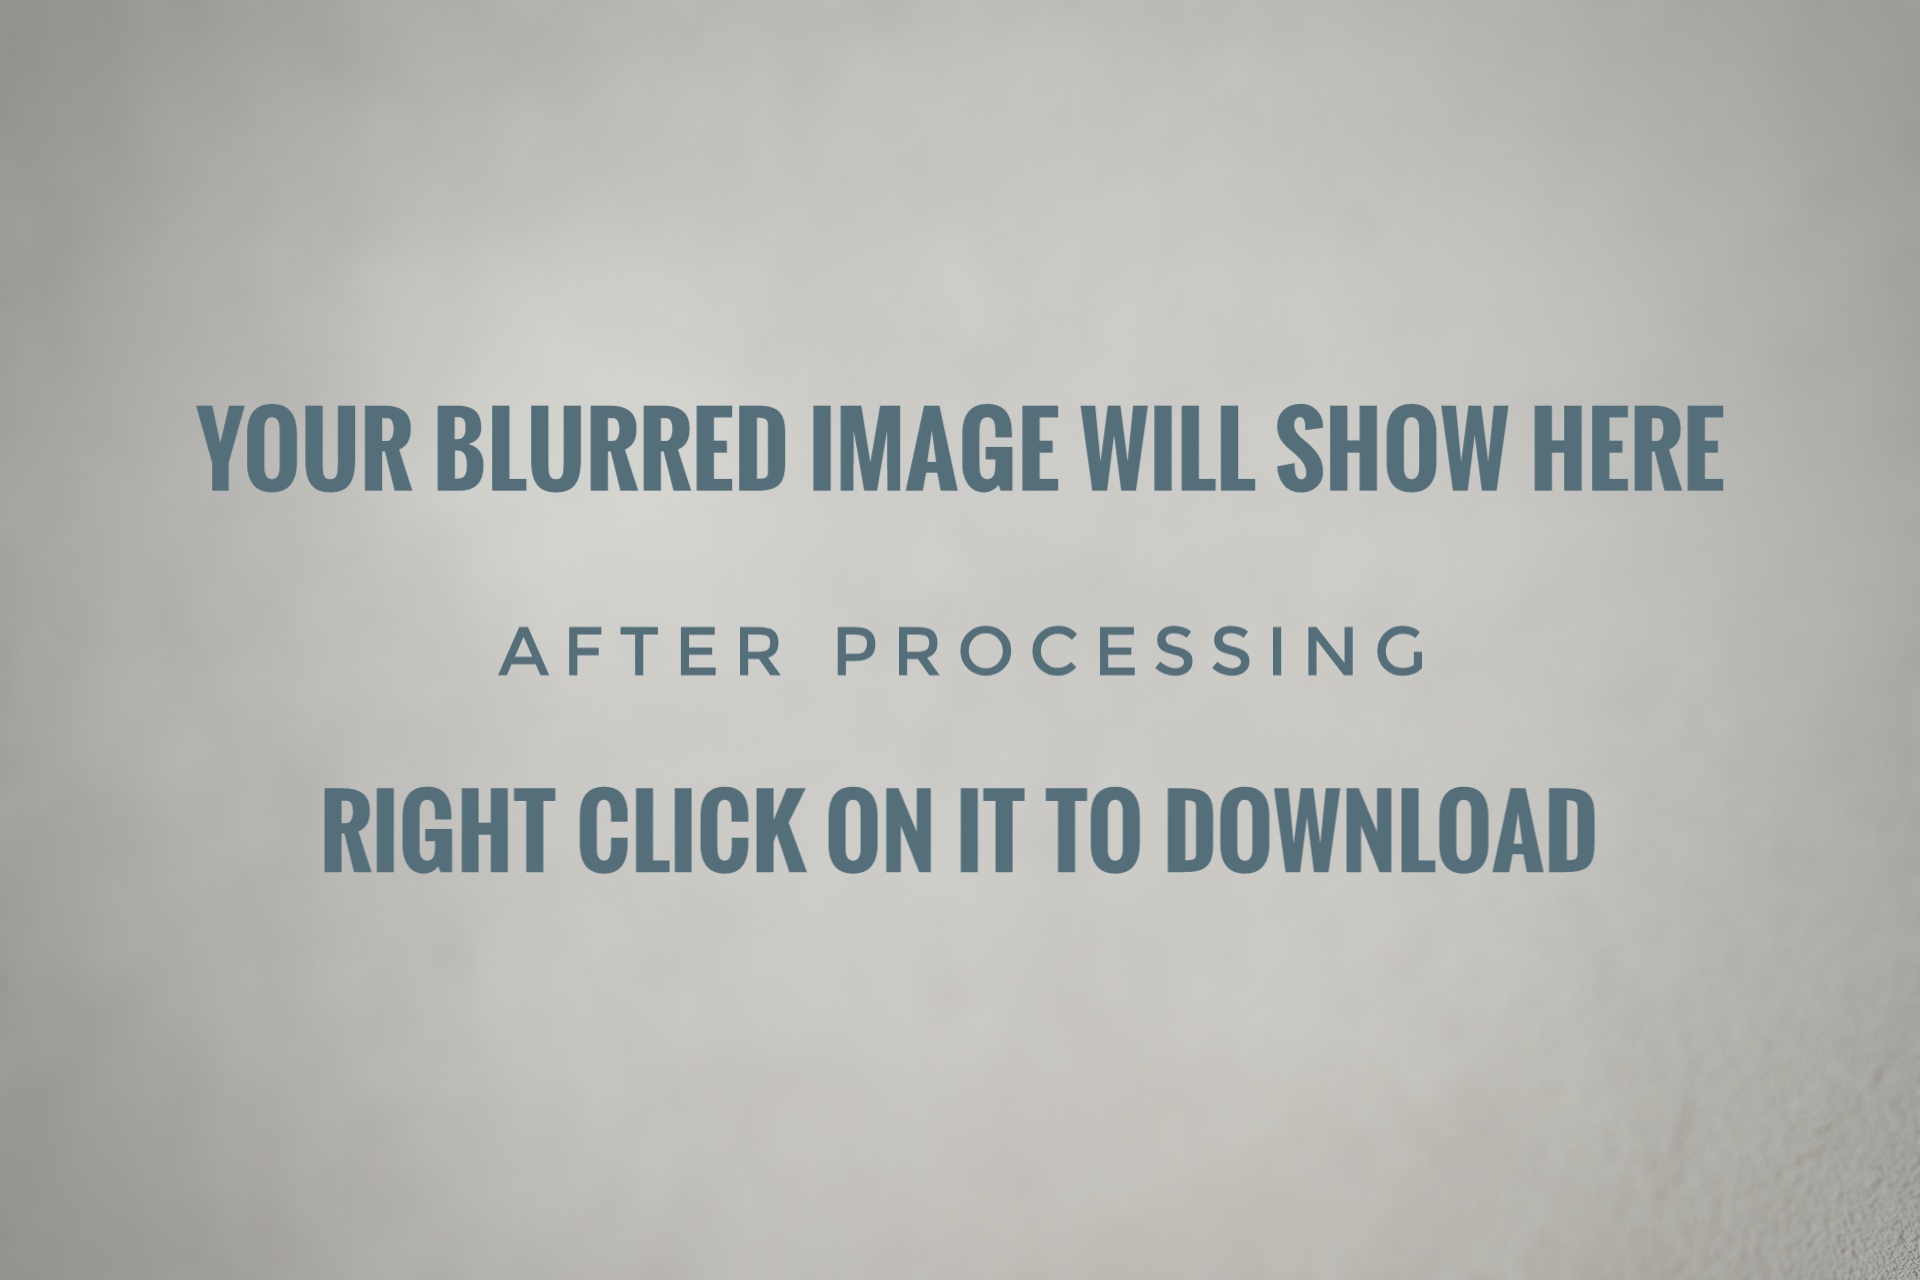 YOUR BLURRED IMAGE WILL SHOW HERE
AFTER PROCESSING
RIGHT CLICK ON IT TO DOWNLOAD